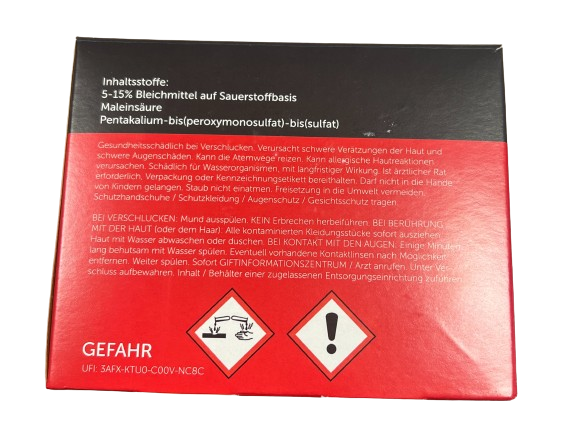 Inhaltsstoffe:
5-15% Bleichmittel auf Sauerstoffbasis
Maleinsäure
Pentakalium-bis(peroxymonosulfat)-bis(sulfat)
Gesundheitsschädlich bei Verschlucken. Verursacht schwere Verätzungen der Haut und
schwere Augenschäden. Kann die Atemwege reizen. Kann allergische Hautreaktionen
verursachen. Schädlich für Wasserorganismen, mit langfristiger Wirkung. Ist ärztlicher Rat
erforderlich, Verpackung oder Kennzeichnungsetikett bereithalten. Darf nicht in die Hände
von Kindern gelangen. Staub nicht einatmen. Freisetzung in die Umwelt vermeiden.
Schutzhandschuhe / Schutzkleidung / Augenschutz / Gesichtsschutz tragen.
BEI VERSCHLUCKEN: Mund ausspülen. KEIN Erbrechen herbeiführen. BEI BERÜHRUNG
MIT DER HAUT (oder dem Haar): Alle kontaminierten Kleidungsstücke sofort ausziehen.
Haut mit Wasser abwaschen oder duschen. BEI KONTAKT MIT DEN AUGEN: Einige Minuten
lang behutsam mit Wasser spülen. Eventuell vorhandene Kontaktlinsen nach Möglichkeit
entfernen. Weiter spülen. Sofort GIFTINFORMATIONSZENTRUM / Arzt anrufen. Unter Ver-
schluss aufbewahren. Inhalt / Behälter einer zugelassenen Entsorgungseinrichtung zuführen.
GEFAHR
UFI: 3AFX-KTU0-C00V-NC8C